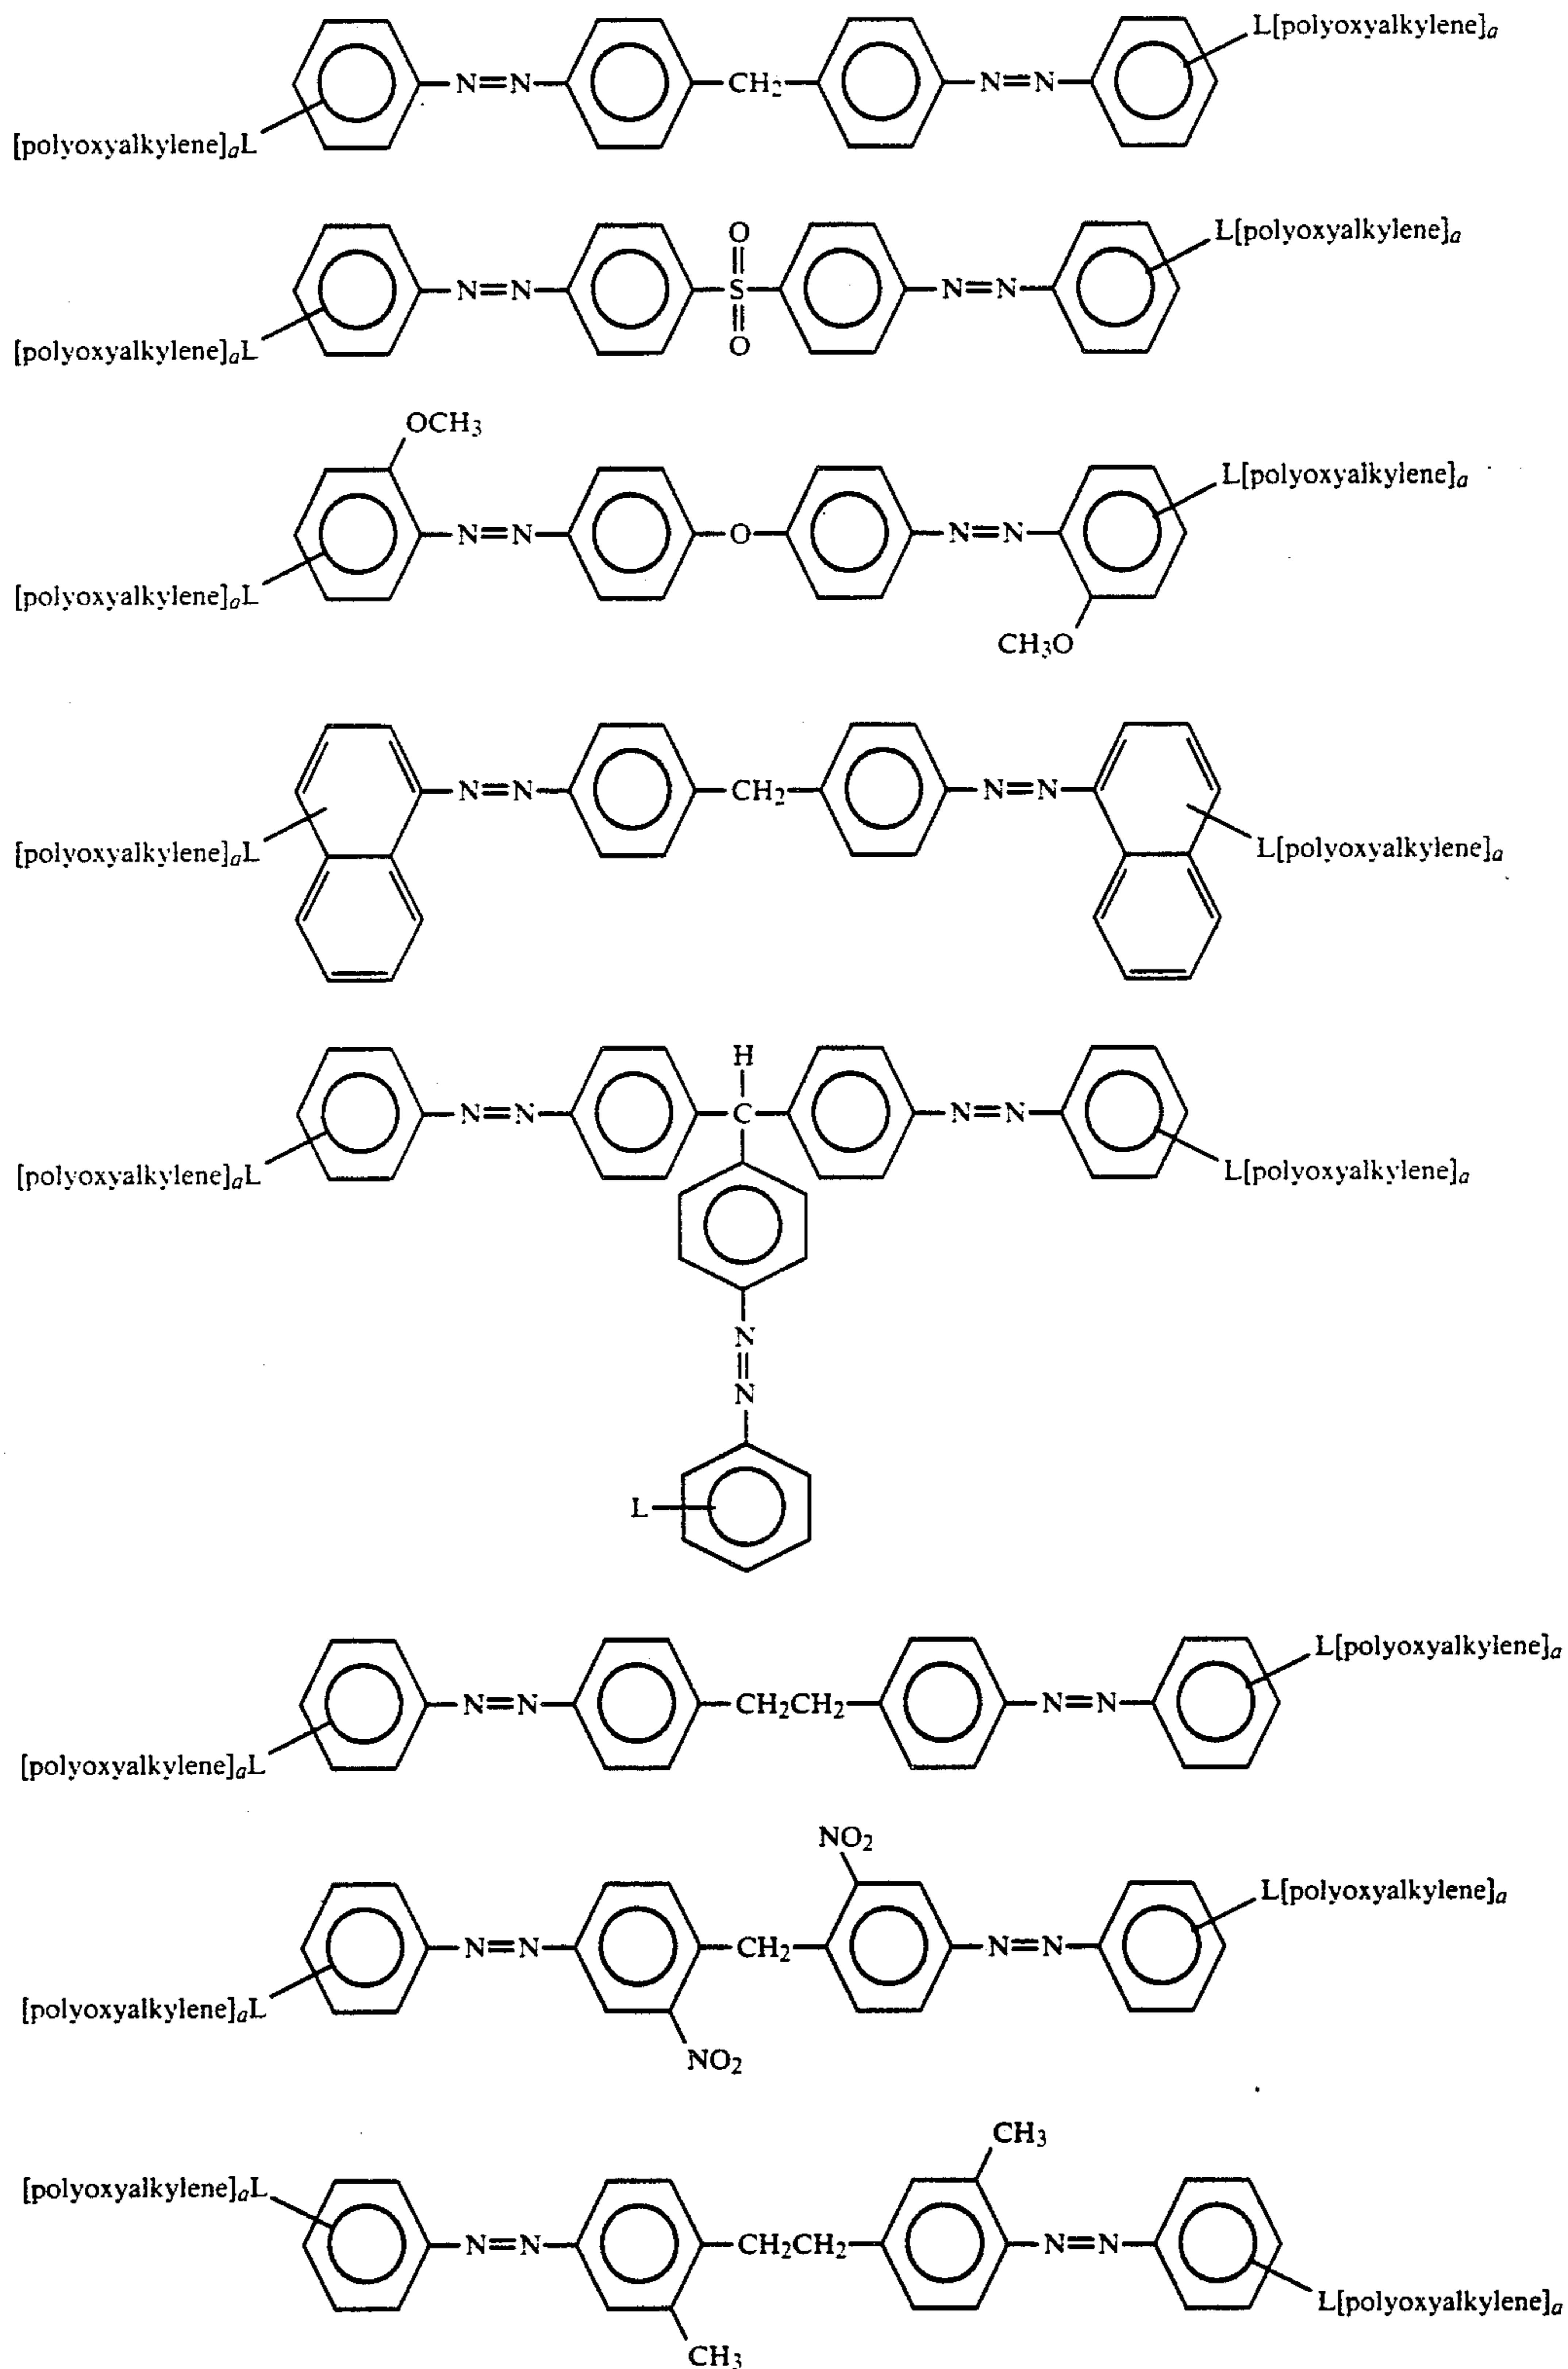 L[polyoxyalkylene]a
N=N CH2 N=N
[polyoxyalkylene]aL
O
L[polyoxyalkylene]a
N=N S N=N
O
[polyoxyalkylene]aL
OCH3
L[polyoxyalkylene]a
N=N O N=N
[polyoxyalkylene]aL
CH3O
N=N CH2 N=N
[polyoxyalkylene]aL L[polyoxyalkylene]a
H
N=N C N=N
[polyoxyalkylene]aL L[polyoxyalkylene]a
N
N
L
L[polyoxyalkylene]a
N=N CH2CH2 N=N
[polyoxyalkylene]aL
NO2
L[polyoxyalkylene]a
N=N CH2 N=N
[polyoxyalkylene]aL
NO2
CH3
[polyoxyalkylene]aL
N=N CH2CH2 N=N
L[polyoxyalkylene]a
CH3